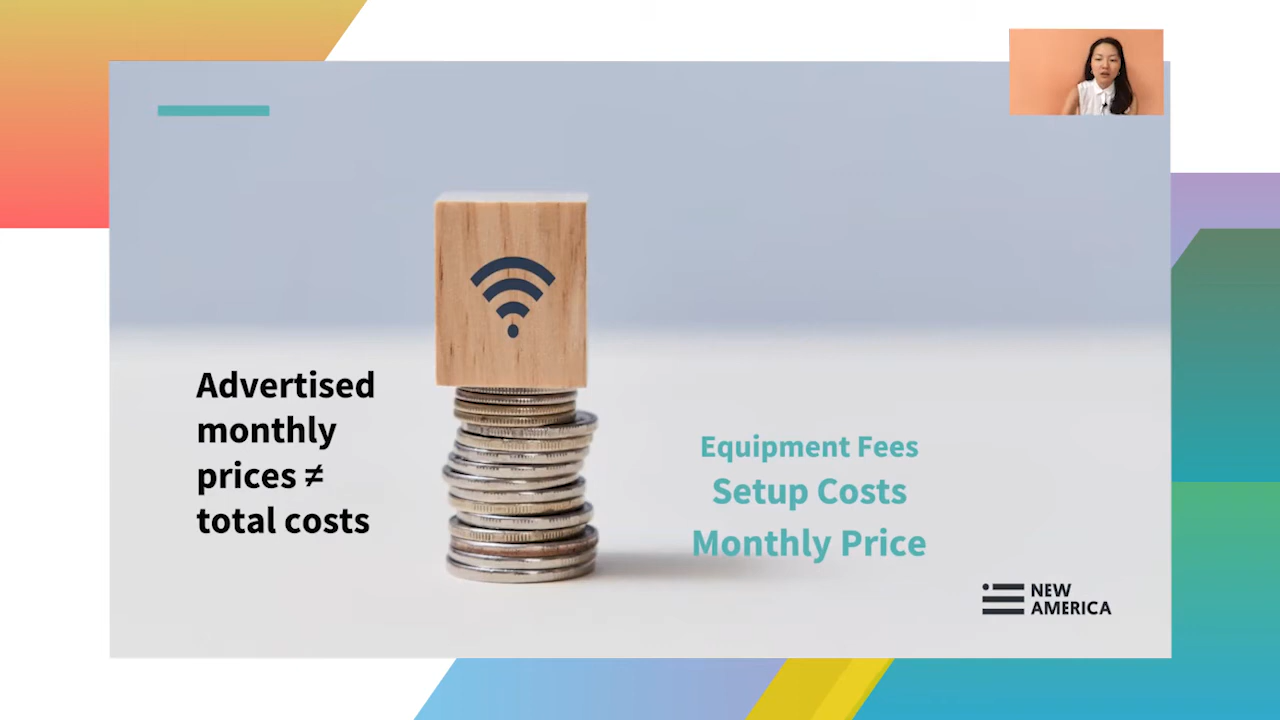 Advertised
monthly
prices ≠
total costs
Equipment Fees
Setup Costs
Monthly Price
NEW
AMERICA